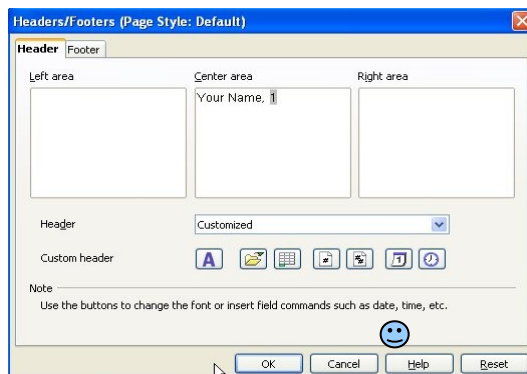 Headers/Footers (Page Style: Default)
Header Footer
Left area Center area Right area
Your Name, 1
Header Customized
Custom header A # 1
Note
Use the buttons to change the font or insert field commands such as date, time, etc.
OK Cancel Help Reset